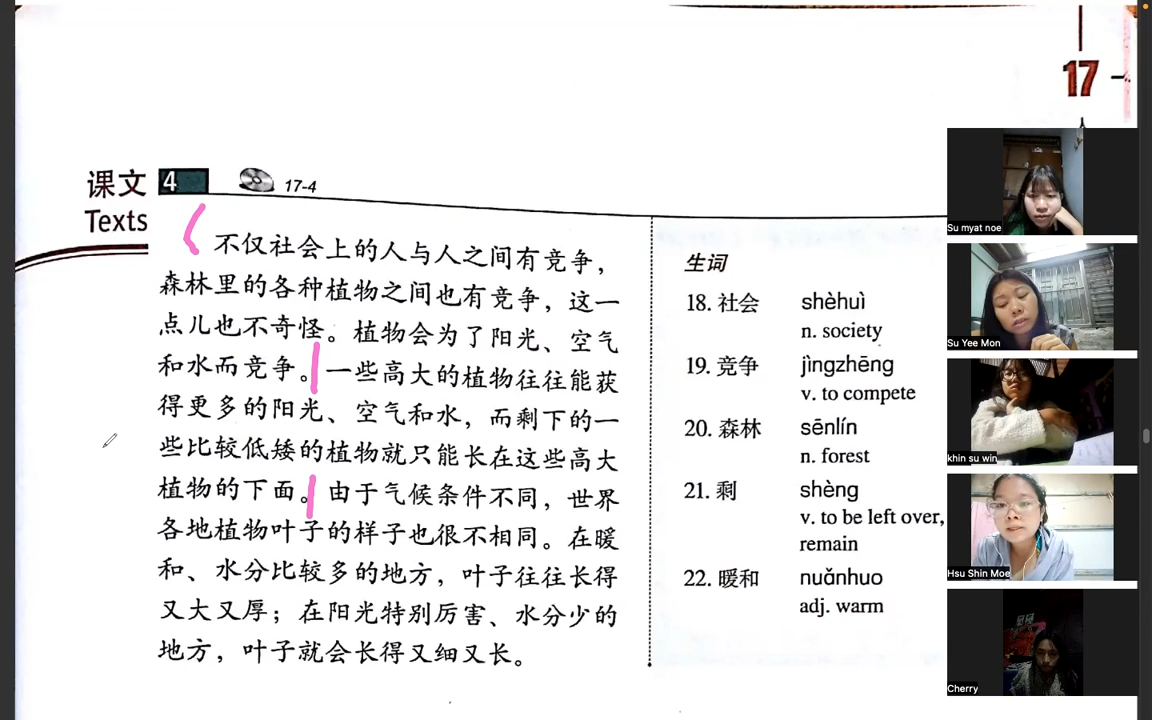 17
课文 4
17-4
Texts
不仅社会上的人与人之间有竞争，
森林里的各种植物之间也有竞争，这一
点儿也不奇怪。植物会为了阳光、空气
和水而竞争。一些高大的植物往往能获
得更多的阳光、空气和水，而剩下的一
些比较低矮的植物就只能长在这些高大
植物的下面。由于气候条件不同，世界
各地植物叶子的样子也很不相同。在暖
和、水分比较多的地方，叶子往往长得
又大又厚；在阳光特别厉害、水分少的
地方，叶子就会长得又细又长。
生词
18. 社会 shèhuì
n. society
19. 竞争 jìngzhēng
v. to compete
20. 森林 sēnlín
n. forest
21. 剩 shèng
v. to be left over,
remain
22. 暖和 nuǎnhuo
adj. warm
Su myat noe
Su Yee Mon
khin su win
Hsu Shin Moe
Cherry